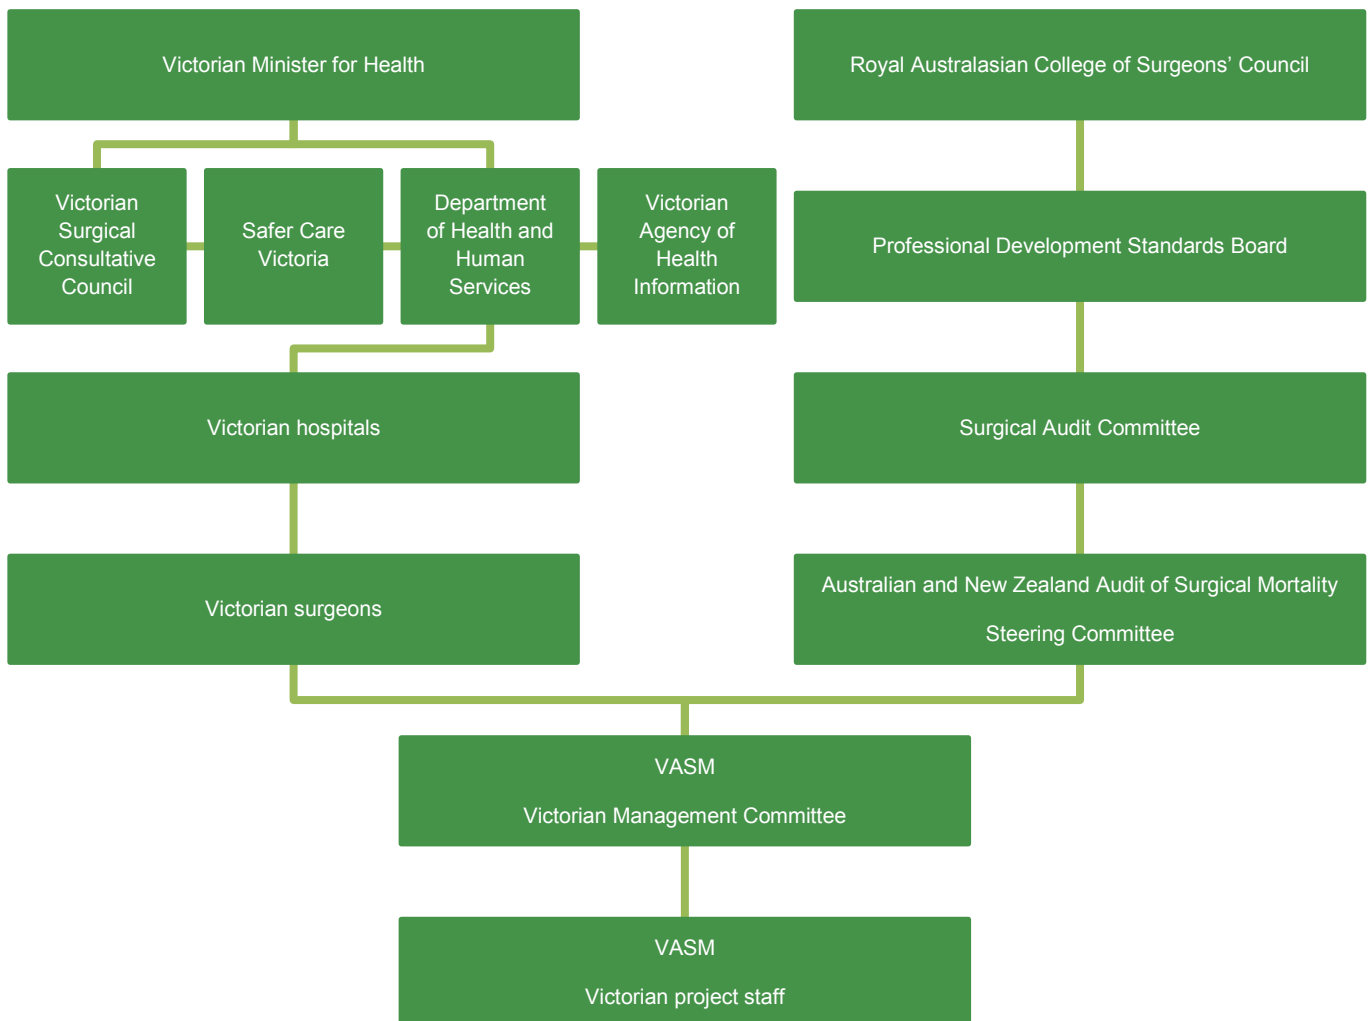 Victorian Minister for Health
Royal Australasian College of Surgeons’ Council
Victorian
Surgical
Consultative
Council
Safer Care
Victoria
Department
of Health and
Human
Services
Victorian
Agency of
Health
Information
Professional Development Standards Board
Victorian hospitals
Surgical Audit Committee
Victorian surgeons
Australian and New Zealand Audit of Surgical Mortality
Steering Committee
VASM
Victorian Management Committee
VASM
Victorian project staff